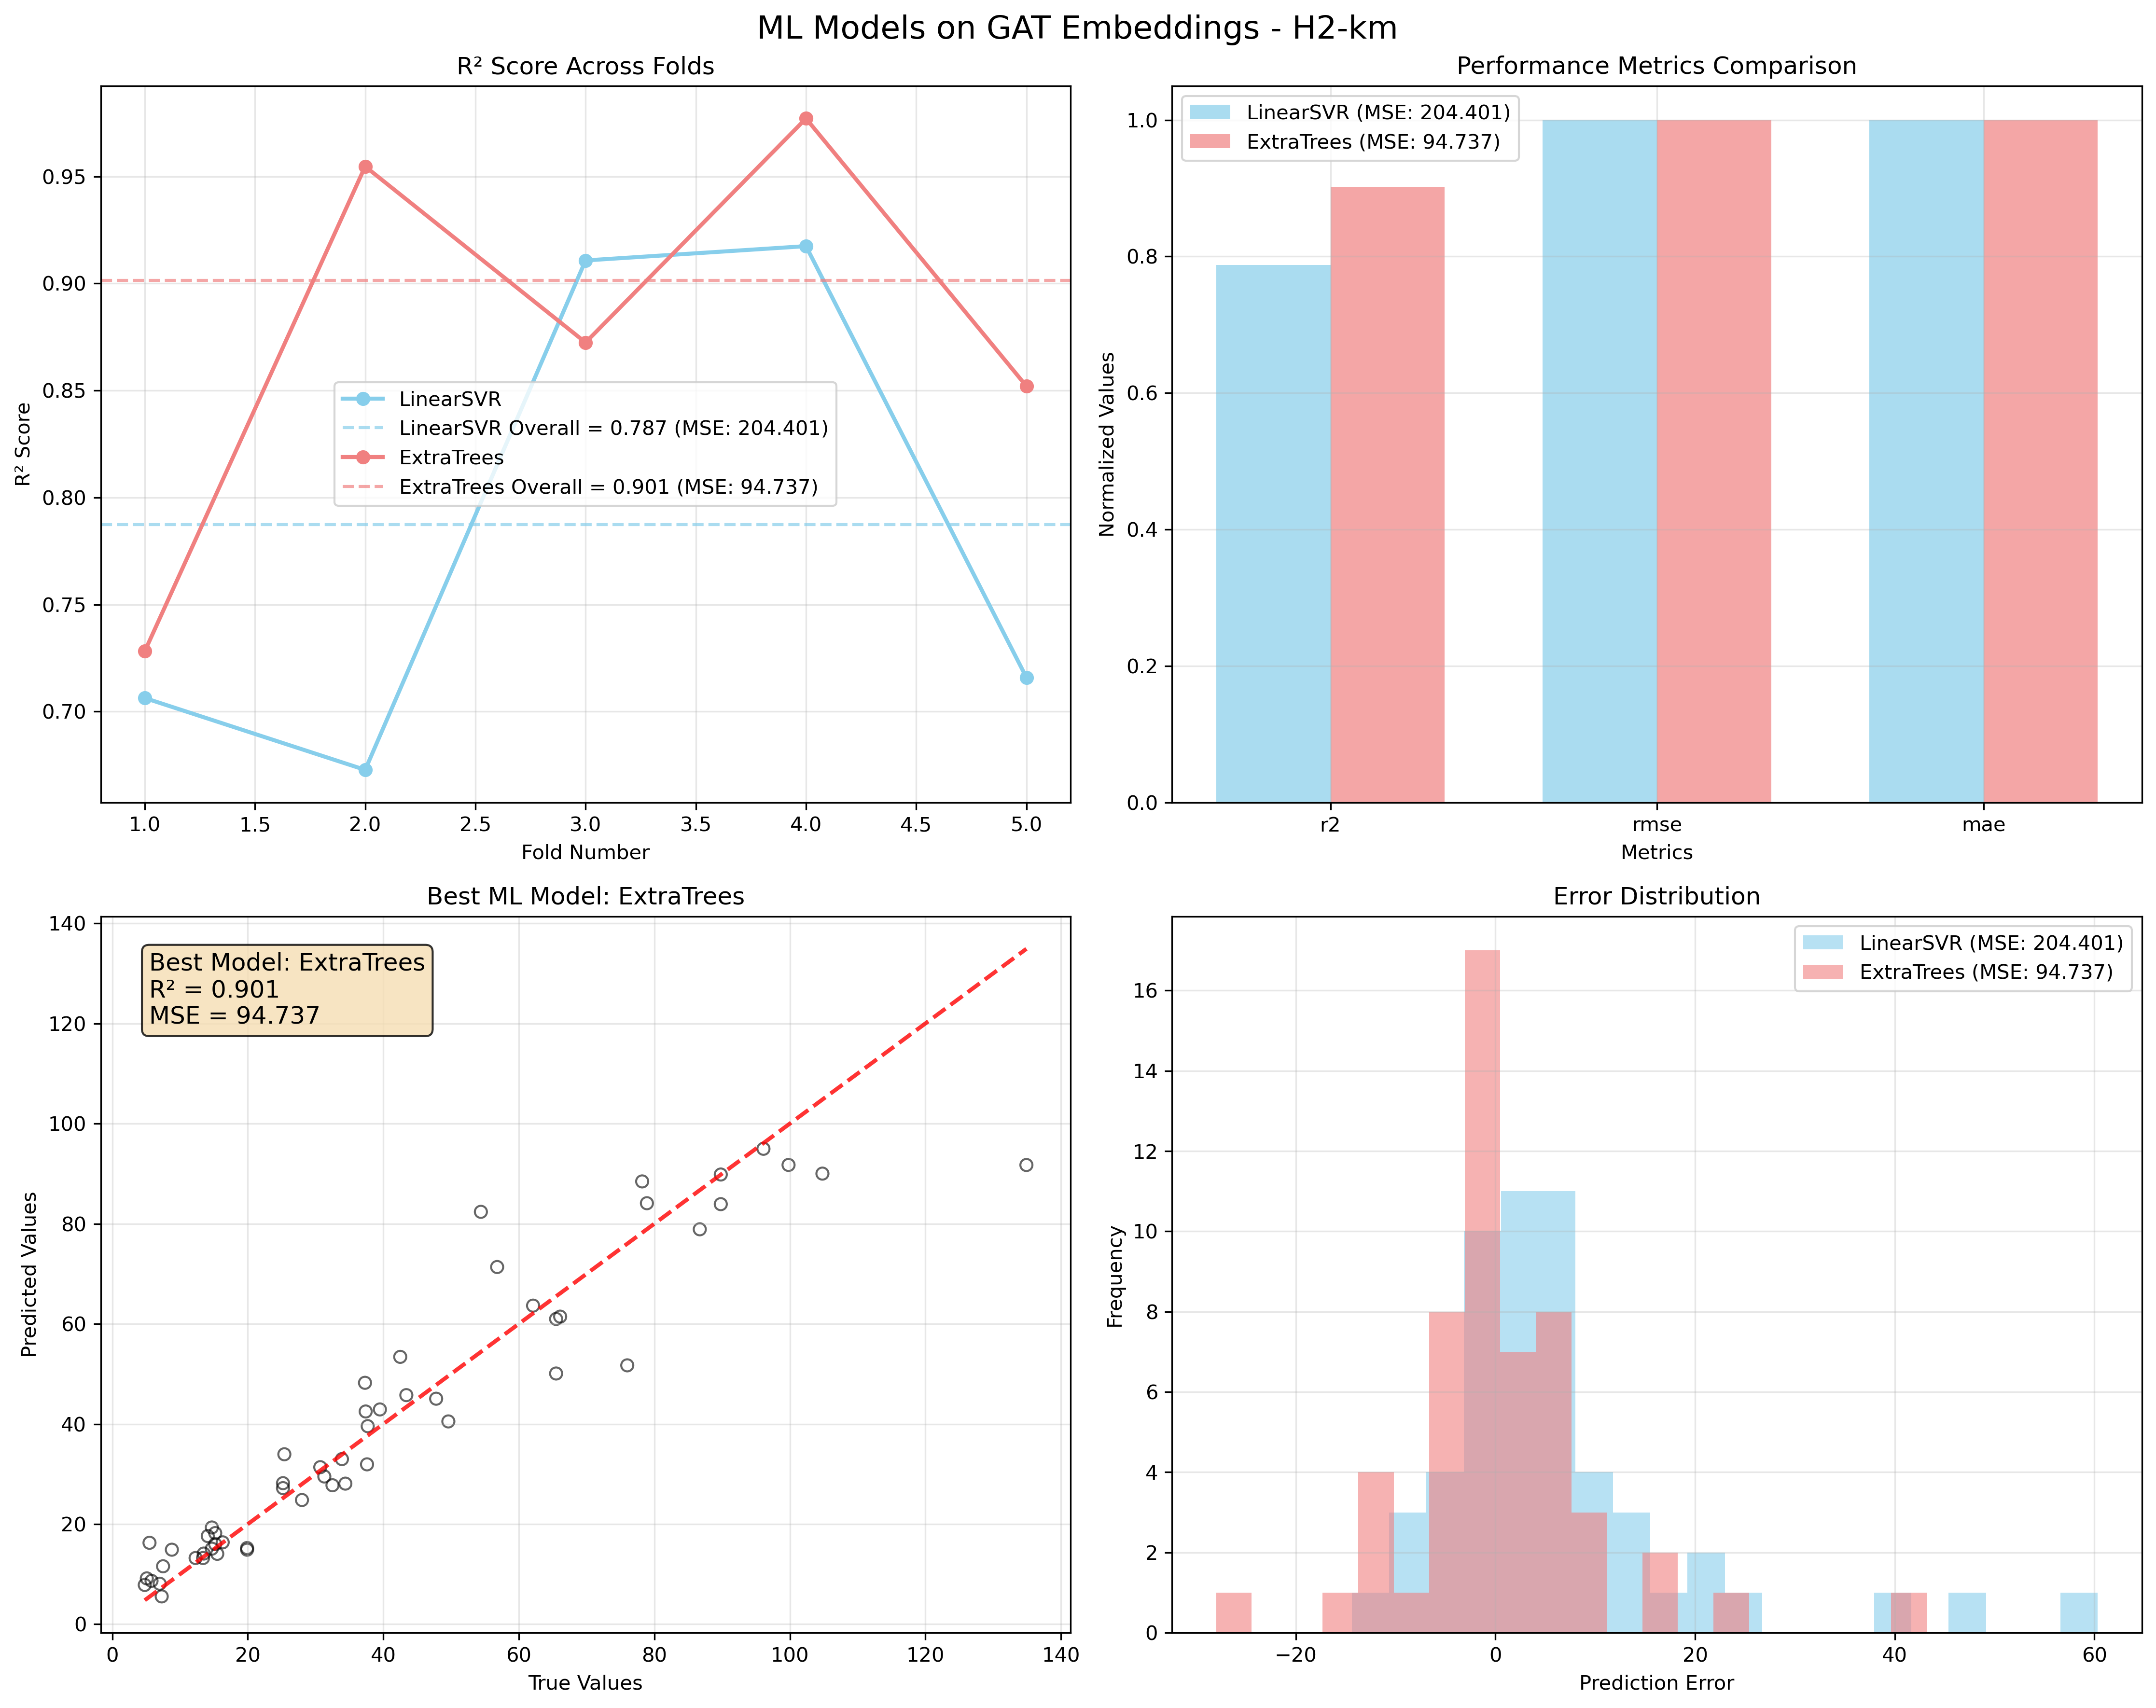 ML Models on GAT Embeddings - H2-km
R² Score Across Folds
R² Score
0.95
0.90
0.85
0.80
0.75
0.70
LinearSVR
LinearSVR Overall = 0.787 (MSE: 204.401)
ExtraTrees
ExtraTrees Overall = 0.901 (MSE: 94.737)
1.0 1.5 2.0 2.5 3.0 3.5 4.0 4.5 5.0
Fold Number
Performance Metrics Comparison
Normalized Values
1.0
0.8
0.6
0.4
0.2
0.0
LinearSVR (MSE: 204.401)
ExtraTrees (MSE: 94.737)
r2 rmse mae
Metrics
Best ML Model: ExtraTrees
Predicted Values
140
120
100
80
60
40
20
0
Best Model: ExtraTrees
R² = 0.901
MSE = 94.737
0 20 40 60 80 100 120 140
True Values
Error Distribution
Frequency
16
14
12
10
8
6
4
2
0
LinearSVR (MSE: 204.401)
ExtraTrees (MSE: 94.737)
−20 0 20 40 60
Prediction Error